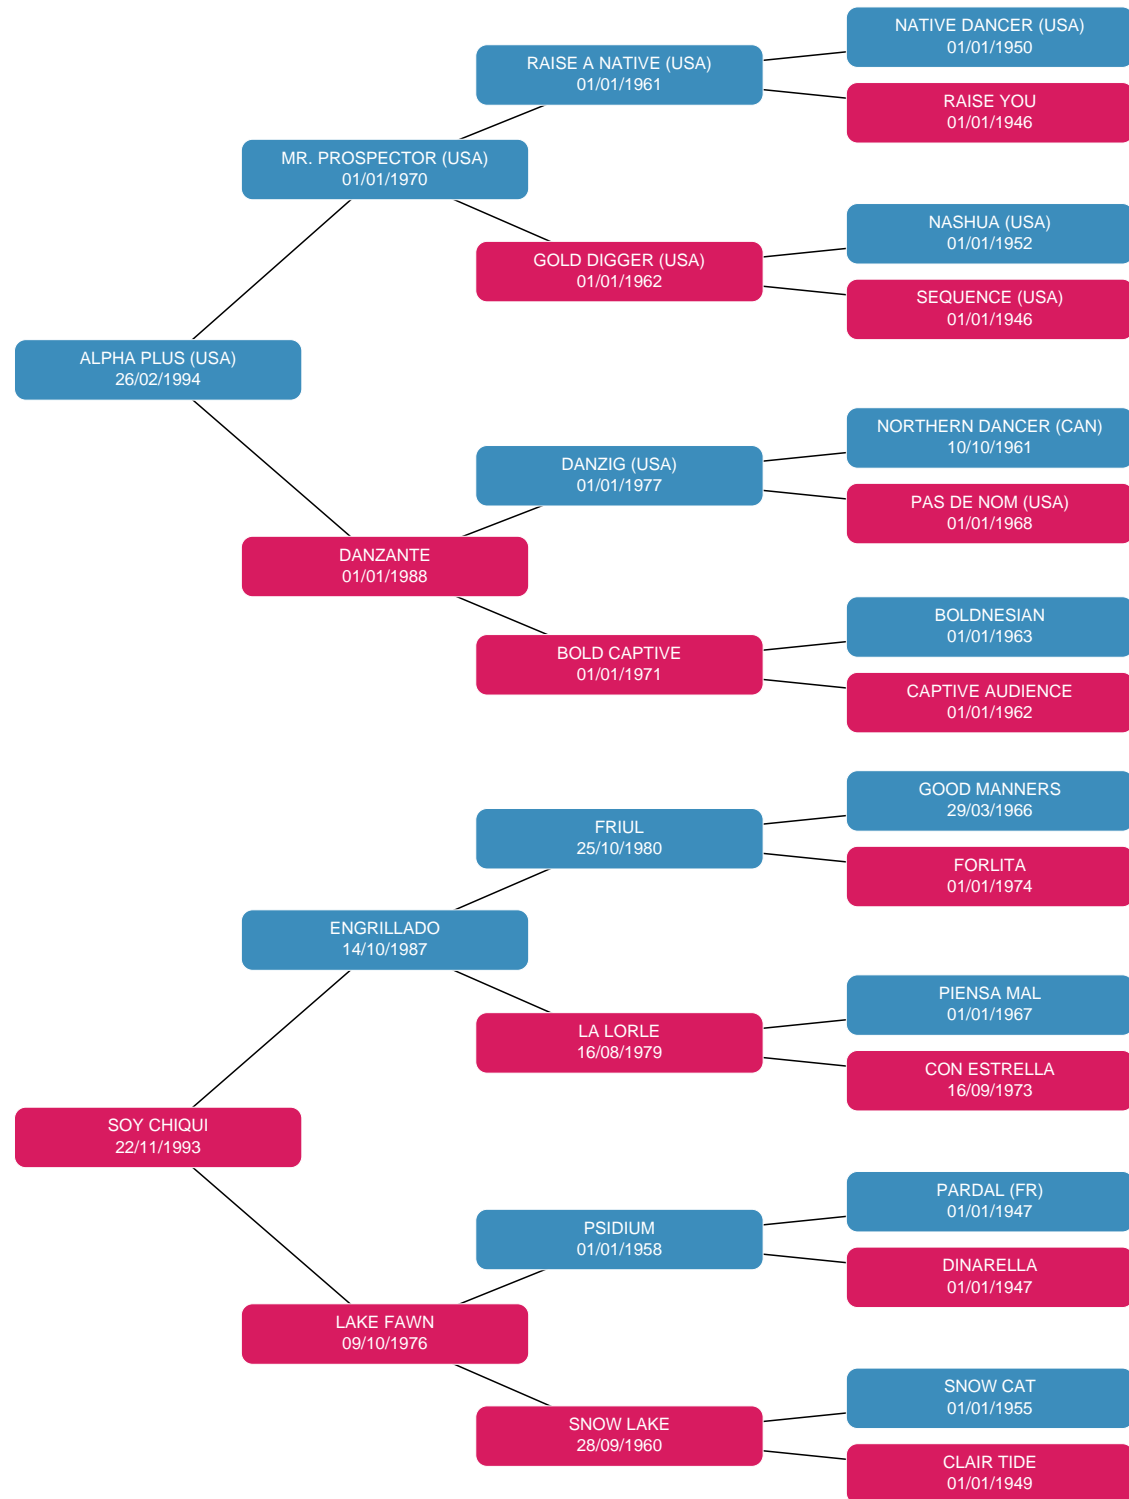 NATIVE DANCER (USA)
01/01/1950
RAISE A NATIVE (USA)
01/01/1961
RAISE YOU
01/01/1946
MR. PROSPECTOR (USA)
01/01/1970
NASHUA (USA)
01/01/1952
GOLD DIGGER (USA)
01/01/1962
SEQUENCE (USA)
01/01/1946
ALPHA PLUS (USA)
26/02/1994
NORTHERN DANCER (CAN)
10/10/1961
DANZIG (USA)
01/01/1977
PAS DE NOM (USA)
01/01/1968
DANZANTE
01/01/1988
BOLDNESIAN
01/01/1963
BOLD CAPTIVE
01/01/1971
CAPTIVE AUDIENCE
01/01/1962
GOOD MANNERS
29/03/1966
FRIUL
25/10/1980
FORLITA
01/01/1974
ENGRILLADO
14/10/1987
PIENSA MAL
01/01/1967
LA LORLE
16/08/1979
CON ESTRELLA
16/09/1973
SOY CHIQUI
22/11/1993
PARDAL (FR)
01/01/1947
PSIDIUM
01/01/1958
DINARELLA
01/01/1947
LAKE FAWN
09/10/1976
SNOW CAT
01/01/1955
SNOW LAKE
28/09/1960
CLAIR TIDE
01/01/1949